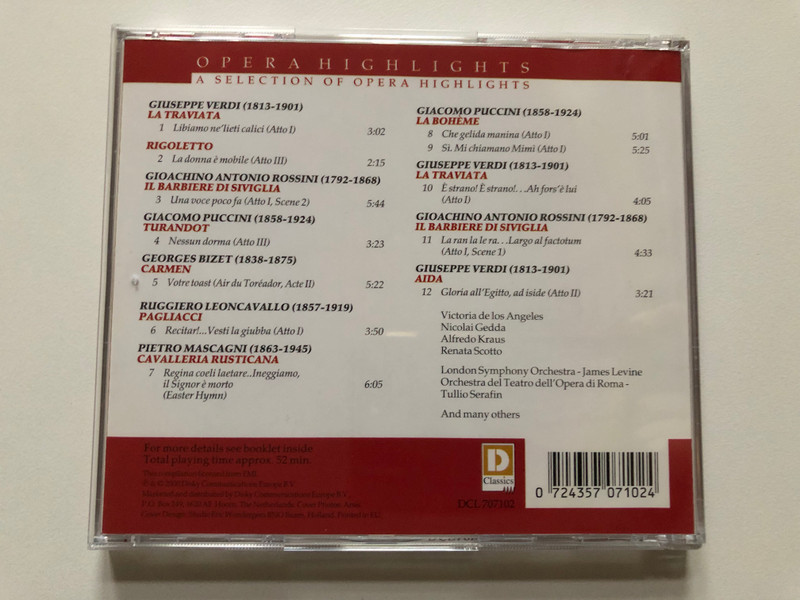 OPERA HIGHLIGHTS
A SELECTION OF OPERA HIGHLIGHTS
GIUSEPPE VERDI (1813-1901)
LA TRAVIATA
1 Libiamo ne'lieti calici (Atto I) 3:02
RIGOLETTO
2 La donna è mobile (Atto III) 2:15
GIOACHINO ANTONIO ROSSINI (1792-1868)
IL BARBIERE DI SIVIGLIA
3 Una voce poco fa (Atto I, Scene 2) 5:44
GIACOMO PUCCINI (1858-1924)
TURANDOT
4 Nessun dorma (Atto III) 3:23
GEORGES BIZET (1838-1875)
CARMEN
5 Votre toast (Air du Toréador, Acte II) 5:22
RUGGIERO LEONCAVALLO (1857-1919)
PAGLIACCI
6 Recitar!...Vesti la giubba (Atto I) 3:50
PIETRO MASCAGNI (1863-1945)
CAVALLERIA RUSTICANA
7 Regina coeli laetare..Ineggiamo,
il Signor è morto
(Easter Hymn) 6:05
GIACOMO PUCCINI (1858-1924)
LA BOHÈME
8 Che gelida manina (Atto I) 5:01
9 Sì. Mi chiamano Mimì (Atto I) 5:25
GIUSEPPE VERDI (1813-1901)
LA TRAVIATA
10 È strano! È strano!. . .Ah fors'è lui
(Atto I) 4:05
GIOACHINO ANTONIO ROSSINI (1792-1868)
IL BARBIERE DI SIVIGLIA
11 La ran la le ra. . .Largo al factotum
(Atto I, Scene 1) 4:33
GIUSEPPE VERDI (1813-1901)
AIDA
12 Gloria all'Egitto, ad iside (Atto II) 3:21
Victoria de los Angeles
Nicolai Gedda
Alfredo Kraus
Renata Scotto
London Symphony Orchestra - James Levine
Orchestra del Teatro dell'Opera di Roma -
Tullio Serafin
And many others
For more details see booklet inside
Total playing time approx. 52 min.
D
Classics
DCL 707102
0 724357 071024